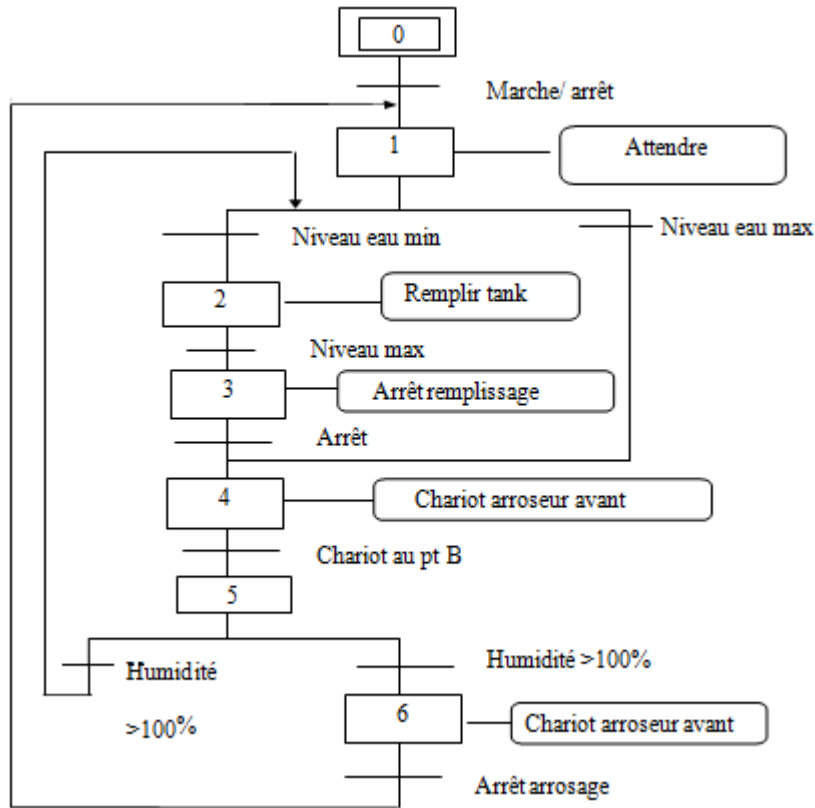 0
Marche/ arrêt
1
Attendre
Niveau eau min
Niveau eau max
2
Remplir tank
Niveau max
3
Arrêt remplissage
Arrêt
4
Chariot arroseur avant
Chariot au pt B
5
Humidité
>100%
Humidité >100%
6
Chariot arroseur avant
Arrêt arrosage